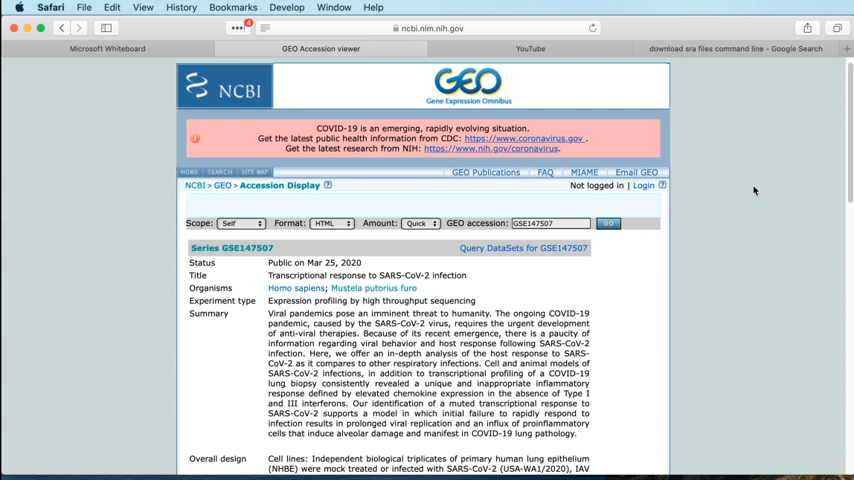 Safari File Edit View History Bookmarks Develop Window Help
4
ncbi.nlm.nih.gov
Microsoft Whiteboard GEO Accession viewer YouTube download sra files command line - Google Search
NCBI
GEO
Gene Expression Omnibus
COVID-19 is an emerging, rapidly evolving situation.
Get the latest public health information from CDC: https://www.coronavirus.gov .
Get the latest research from NIH: https://www.nih.gov/coronavirus.
HOME SEARCH SITE MAP GEO Publications FAQ MIAME Email GEO
NCBI > GEO > Accession Display ? Not logged in | Login ?
Scope: Self Format: HTML Amount: Quick GEO accession: GSE147507 GO
Series GSE147507 Query DataSets for GSE147507
Status Public on Mar 25, 2020
Title Transcriptional response to SARS-CoV-2 infection
Organisms Homo sapiens; Mustela putorius furo
Experiment type Expression profiling by high throughput sequencing
Summary Viral pandemics pose an imminent threat to humanity. The ongoing COVID-19
pandemic, caused by the SARS-CoV-2 virus, requires the urgent development
of anti-viral therapies. Because of its recent emergence, there is a paucity of
information regarding viral behavior and host response following SARS-CoV-2
infection. Here, we offer an in-depth analysis of the host response to SARS-
CoV-2 as it compares to other respiratory infections. Cell and animal models of
SARS-CoV-2 infections, in addition to transcriptional profiling of a COVID-19
lung biopsy consistently revealed a unique and inappropriate inflammatory
response defined by elevated chemokine expression in the absence of Type I
and III interferons. Our identification of a muted transcriptional response to
SARS-CoV-2 supports a model in which initial failure to rapidly respond to
infection results in prolonged viral replication and an influx of proinflammatory
cells that induce alveolar damage and manifest in COVID-19 lung pathology.
Overall design Cell lines: Independent biological triplicates of primary human lung epithelium
(NHBE) were mock treated or infected with SARS-CoV-2 (USA-WA1/2020), IAV